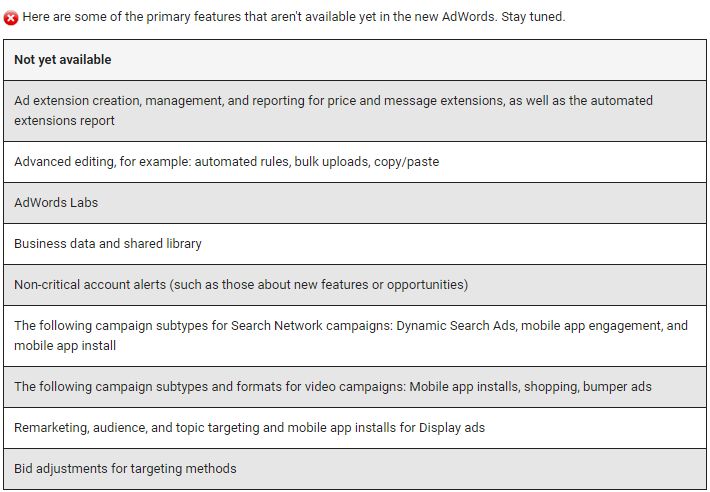 Here are some of the primary features that aren't available yet in the new AdWords. Stay tuned.
Not yet available
Ad extension creation, management, and reporting for price and message extensions, as well as the automated
extensions report
Advanced editing, for example: automated rules, bulk uploads, copy/paste
AdWords Labs
Business data and shared library
Non-critical account alerts (such as those about new features or opportunities)
The following campaign subtypes for Search Network campaigns: Dynamic Search Ads, mobile app engagement, and
mobile app install
The following campaign subtypes and formats for video campaigns: Mobile app installs, shopping, bumper ads
Remarketing, audience, and topic targeting and mobile app installs for Display ads
Bid adjustments for targeting methods